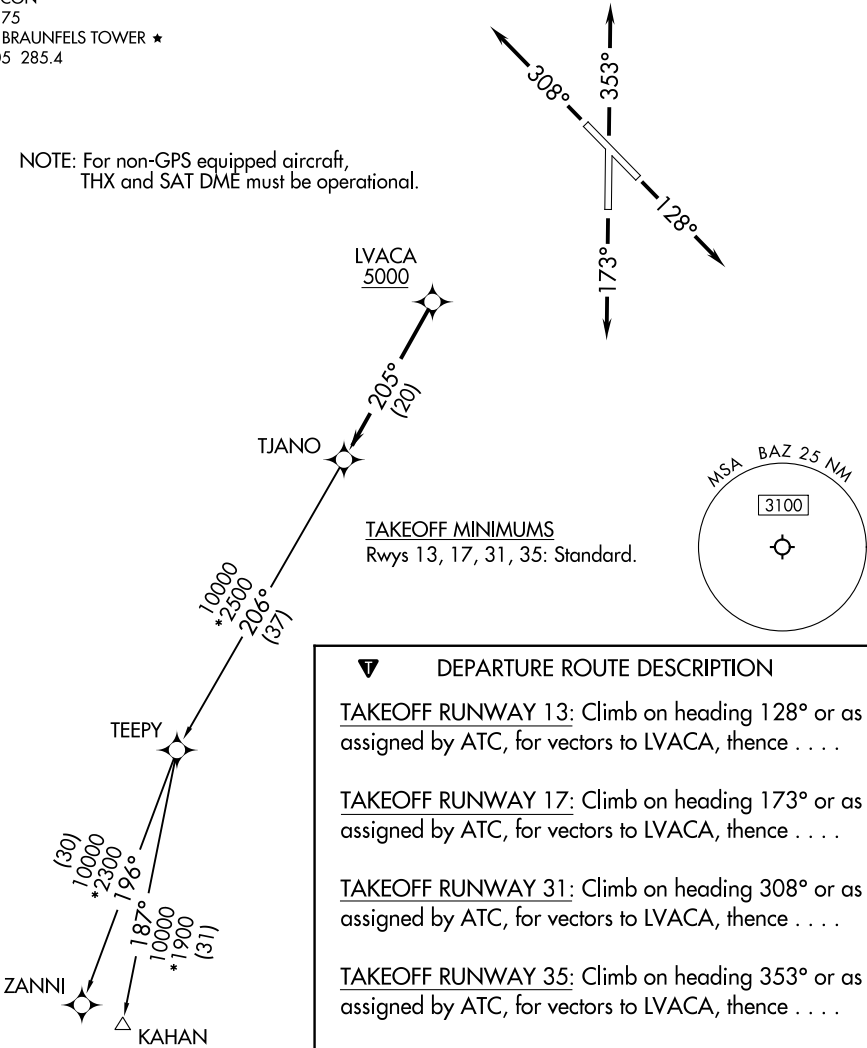 75
BRAUNFELS TOWER ★
5 285.4
308°
353°
128°
173°
NOTE: For non-GPS equipped aircraft,
THX and SAT DME must be operational.
LVACA
5000
205°
(20)
TJANO
MSA BAZ 25 NM
3100
TAKEOFF MINIMUMS
Rwys 13, 17, 31, 35: Standard.
10000
*2500
206°
(37)
TEEPY
(30)
10000
*2300
196°
187°
10000
*1900
(31)
ZANNI
KAHAN
T DEPARTURE ROUTE DESCRIPTION
TAKEOFF RUNWAY 13: Climb on heading 128° or as
assigned by ATC, for vectors to LVACA, thence . . . .
TAKEOFF RUNWAY 17: Climb on heading 173° or as
assigned by ATC, for vectors to LVACA, thence . . . .
TAKEOFF RUNWAY 31: Climb on heading 308° or as
assigned by ATC, for vectors to LVACA, thence . . . .
TAKEOFF RUNWAY 35: Climb on heading 353° or as
assigned by ATC, for vectors to LVACA, thence . . . .